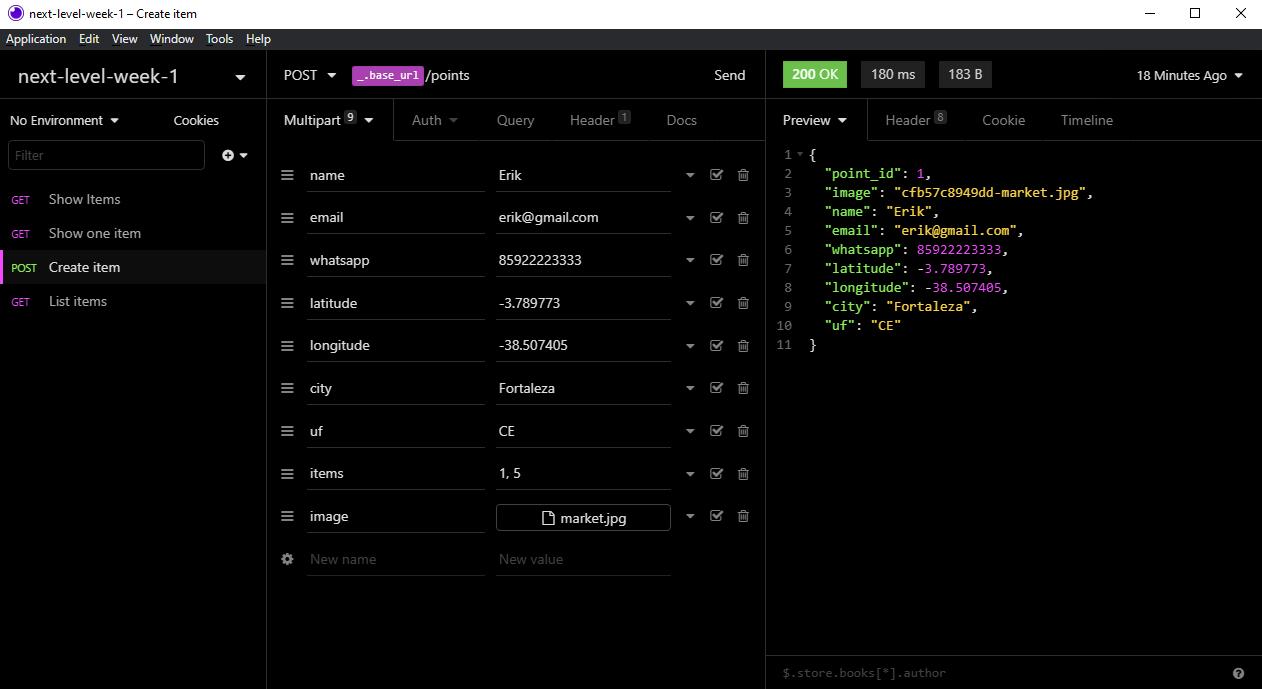 next-level-week-1 – Create item
Application Edit View Window Tools Help
next-level-week-1
No Environment Cookies
Filter
GET Show Items
GET Show one item
POST Create item
GET List items
POST _.base_url/points Send
Multipart 9 Auth Query Header 1 Docs
name Erik
email erik@gmail.com
whatsapp 85922223333
latitude -3.789773
longitude -38.507405
city Fortaleza
uf CE
items 1, 5
image market.jpg
New name New value
200 OK 180 ms 183 B 18 Minutes Ago
Preview Header 8 Cookie Timeline
1 {
2 "point_id": 1,
3 "image": "cfb57c8949dd-market.jpg",
4 "name": "Erik",
5 "email": "erik@gmail.com",
6 "whatsapp": 85922223333,
7 "latitude": -3.789773,
8 "longitude": -38.507405,
9 "city": "Fortaleza",
10 "uf": "CE"
11 }
$.store.books[*].author